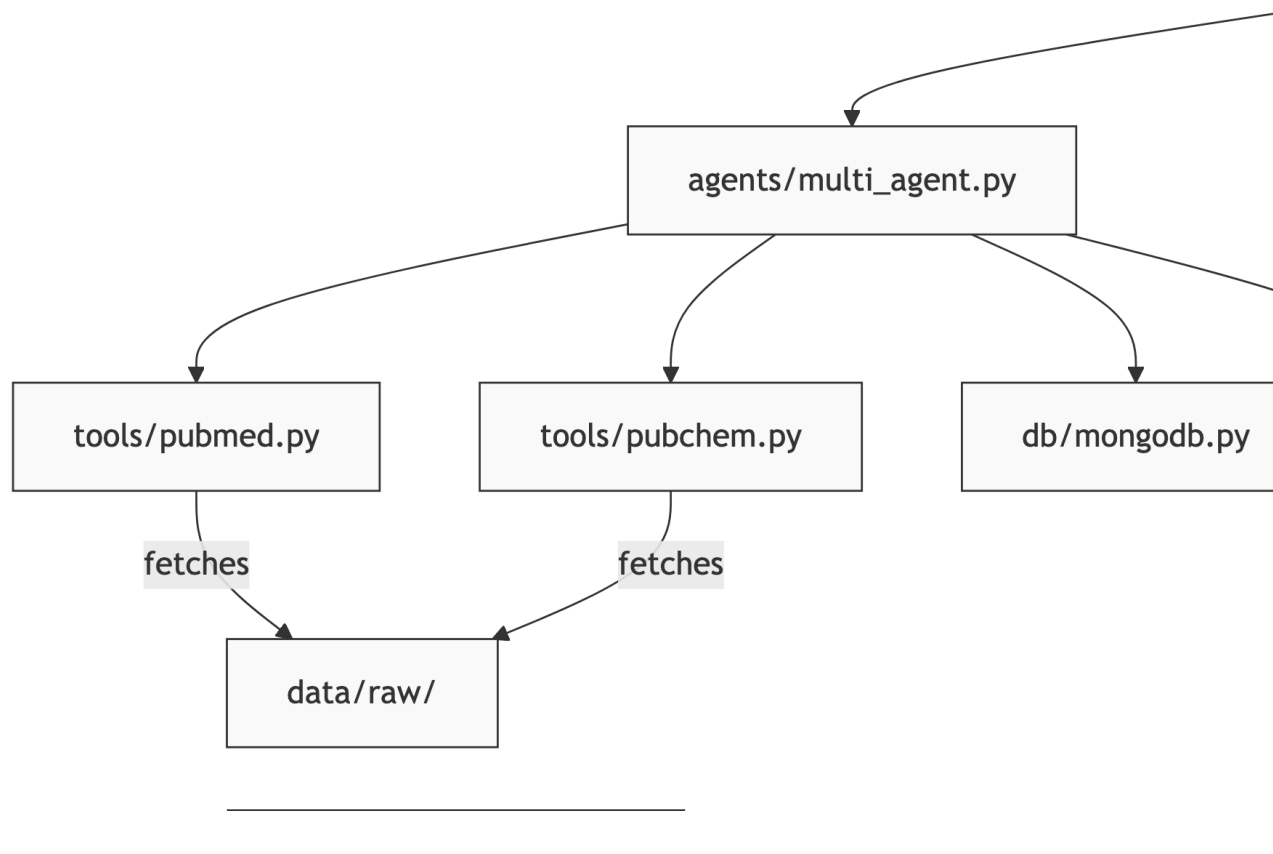 agents/multi_agent.py
tools/pubmed.py
tools/pubchem.py
db/mongodb.py
fetches
fetches
data/raw/